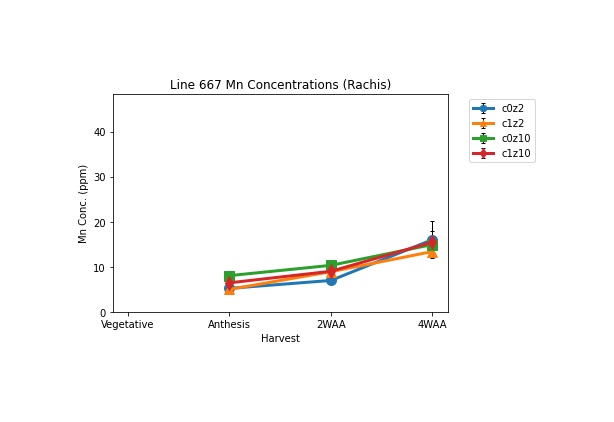 Line 667 Mn Concentrations (Rachis)
c0z2
c1z2
c0z10
c1z10
Mn Conc. (ppm)
40
30
20
10
0
Vegetative Anthesis 2WAA 4WAA
Harvest